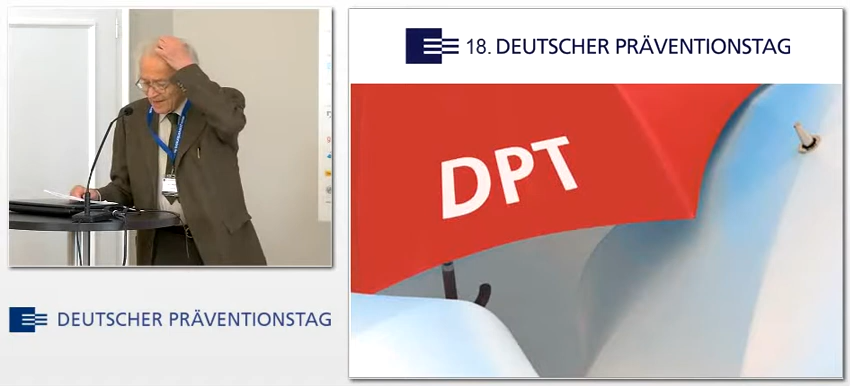 18. DEUTSCHER PRÄVENTIONSTAG
DPT
DEUTSCHER PRÄVENTIONSTAG